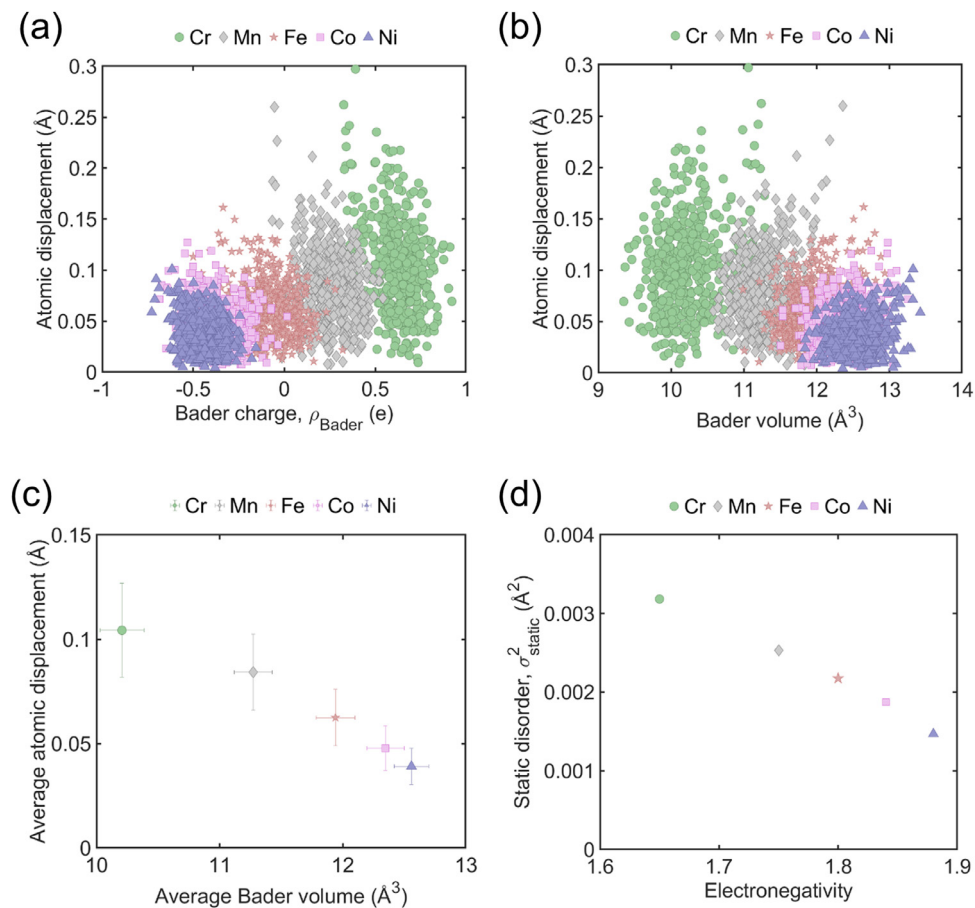 (a)
Cr Mn Fe Co Ni
0.3
0.25
0.2
0.15
0.1
0.05
0
Atomic displacement (Å)
-1 -0.5 0 0.5 1
Bader charge, ρBader (e)
(b)
Cr Mn Fe Co Ni
0.3
0.25
0.2
0.15
0.1
0.05
0
Atomic displacement (Å)
9 10 11 12 13 14
Bader volume (Å³)
(c)
Cr Mn Fe Co Ni
0.15
0.1
0.05
0
Average atomic displacement (Å)
10 11 12 13
Average Bader volume (Å³)
(d)
Cr Mn Fe Co Ni
0.004
0.003
0.002
0.001
0
Static disorder, σ²static (Å²)
1.6 1.7 1.8 1.9
Electronegativity